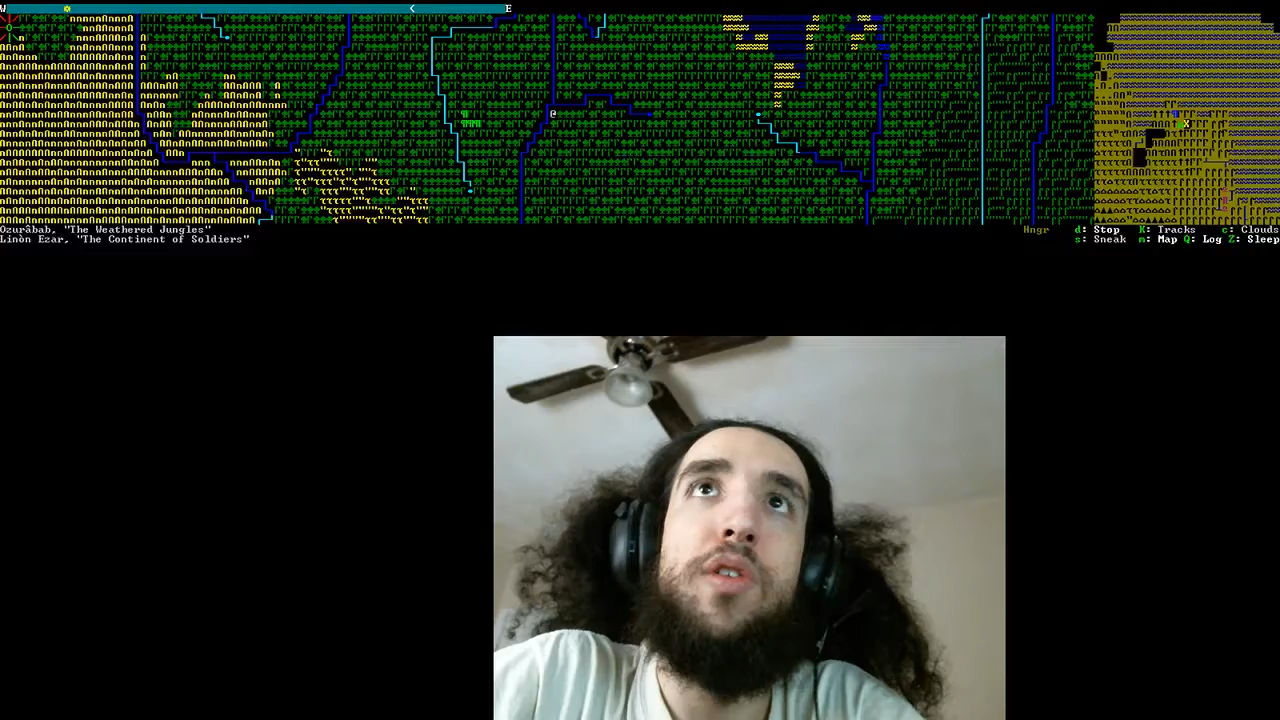 W E
Ozurâbab, "The Weathered Jungles"
Linòn Ezar, "The Continent of Soldiers"
Hngr
d: Stop K: Tracks c: Clouds
s: Sneak m: Map Q: Log Z: Sleep